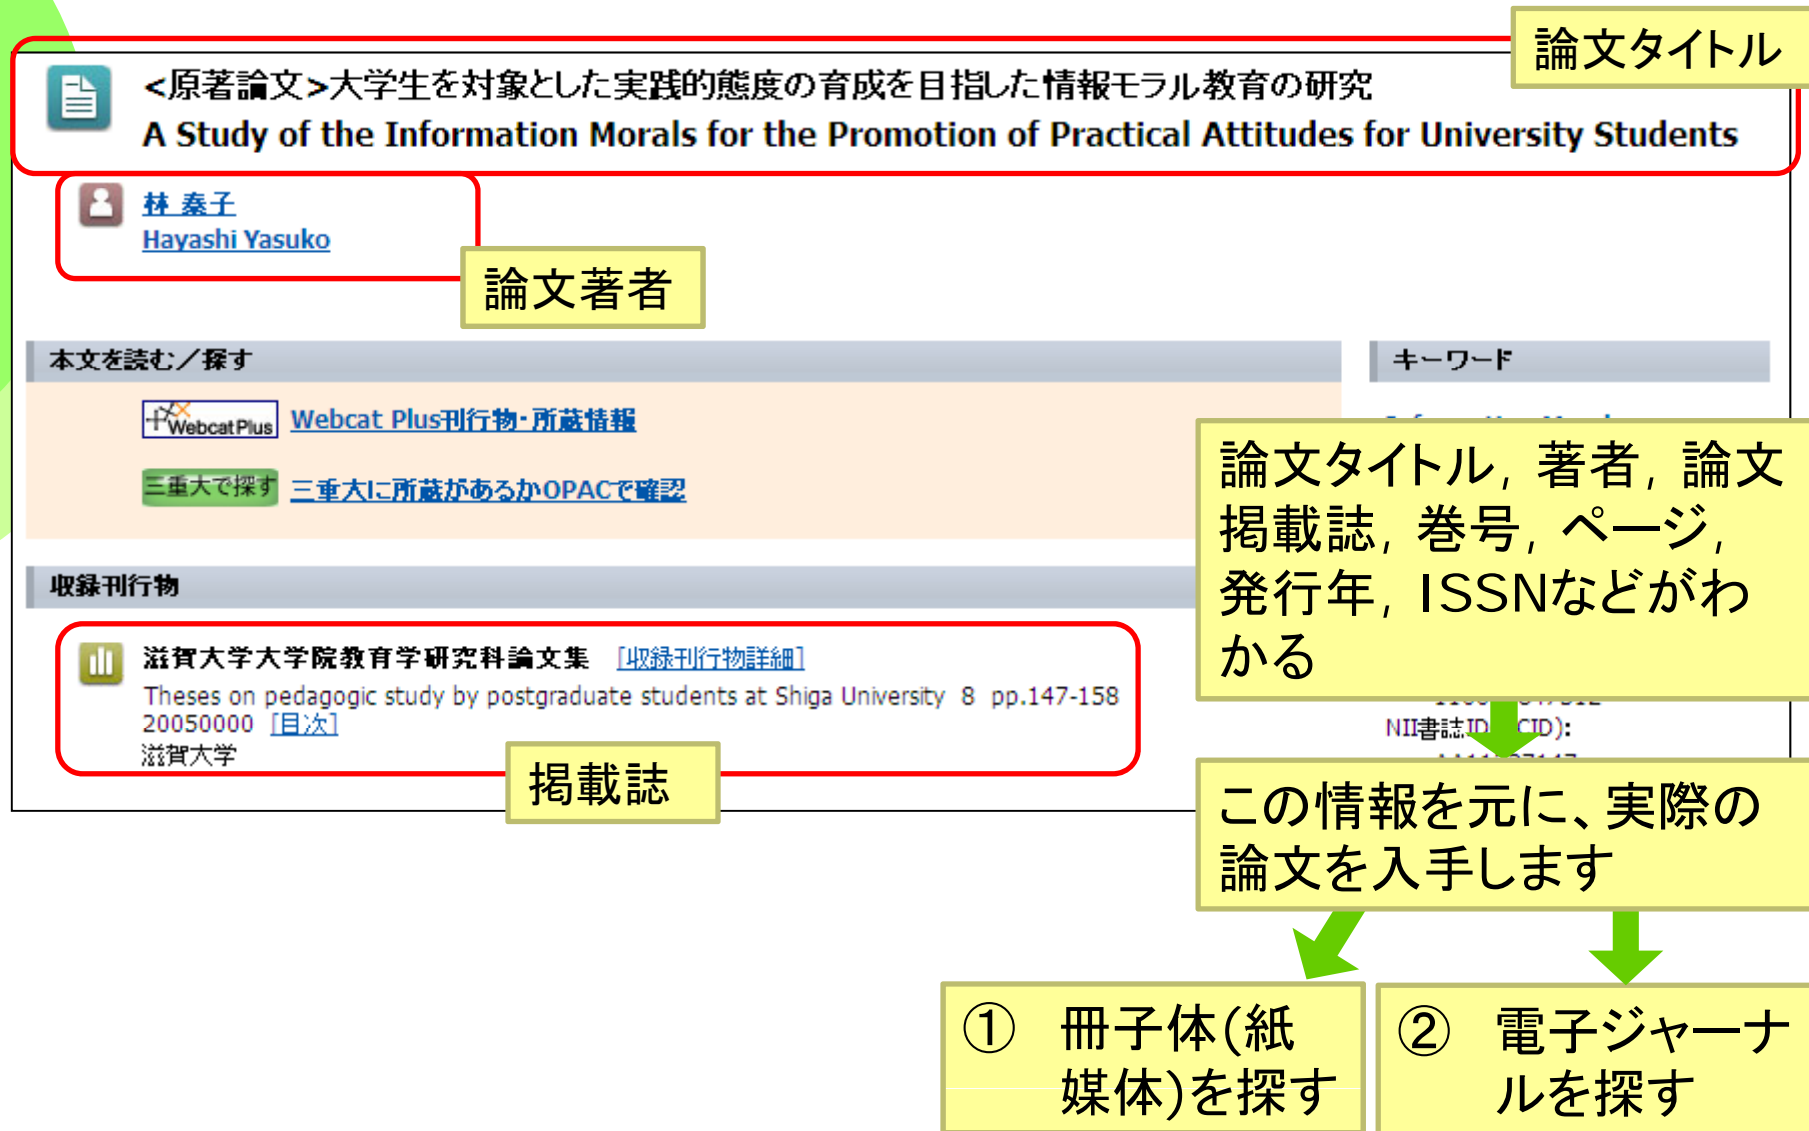 論文タイトル
<原著論文>大学生を対象とした実践的態度の育成を目指した情報モラル教育の研究
A Study of the Information Morals for the Promotion of Practical Attitudes for University Students
林 泰子
Hayashi Yasuko
論文著者
本文を読む／探す
キーワード
WebcatPlus Webcat Plus刊行物・所蔵情報
三重大で探す 三重大に所蔵があるかOPACで確認
論文タイトル, 著者, 論文
掲載誌, 巻号, ページ,
発行年, ISSNなどがわ
かる
収録刊行物
滋賀大学大学院教育学研究科論文集 [収録刊行物詳細]
Theses on pedagogic study by postgraduate students at Shiga University 8 pp.147-158
20050000 [目次]
滋賀大学
掲載誌
NII書誌ID CID):
この情報を元に、実際の
論文を入手します
① 冊子体(紙
媒体)を探す
② 電子ジャーナ
ルを探す